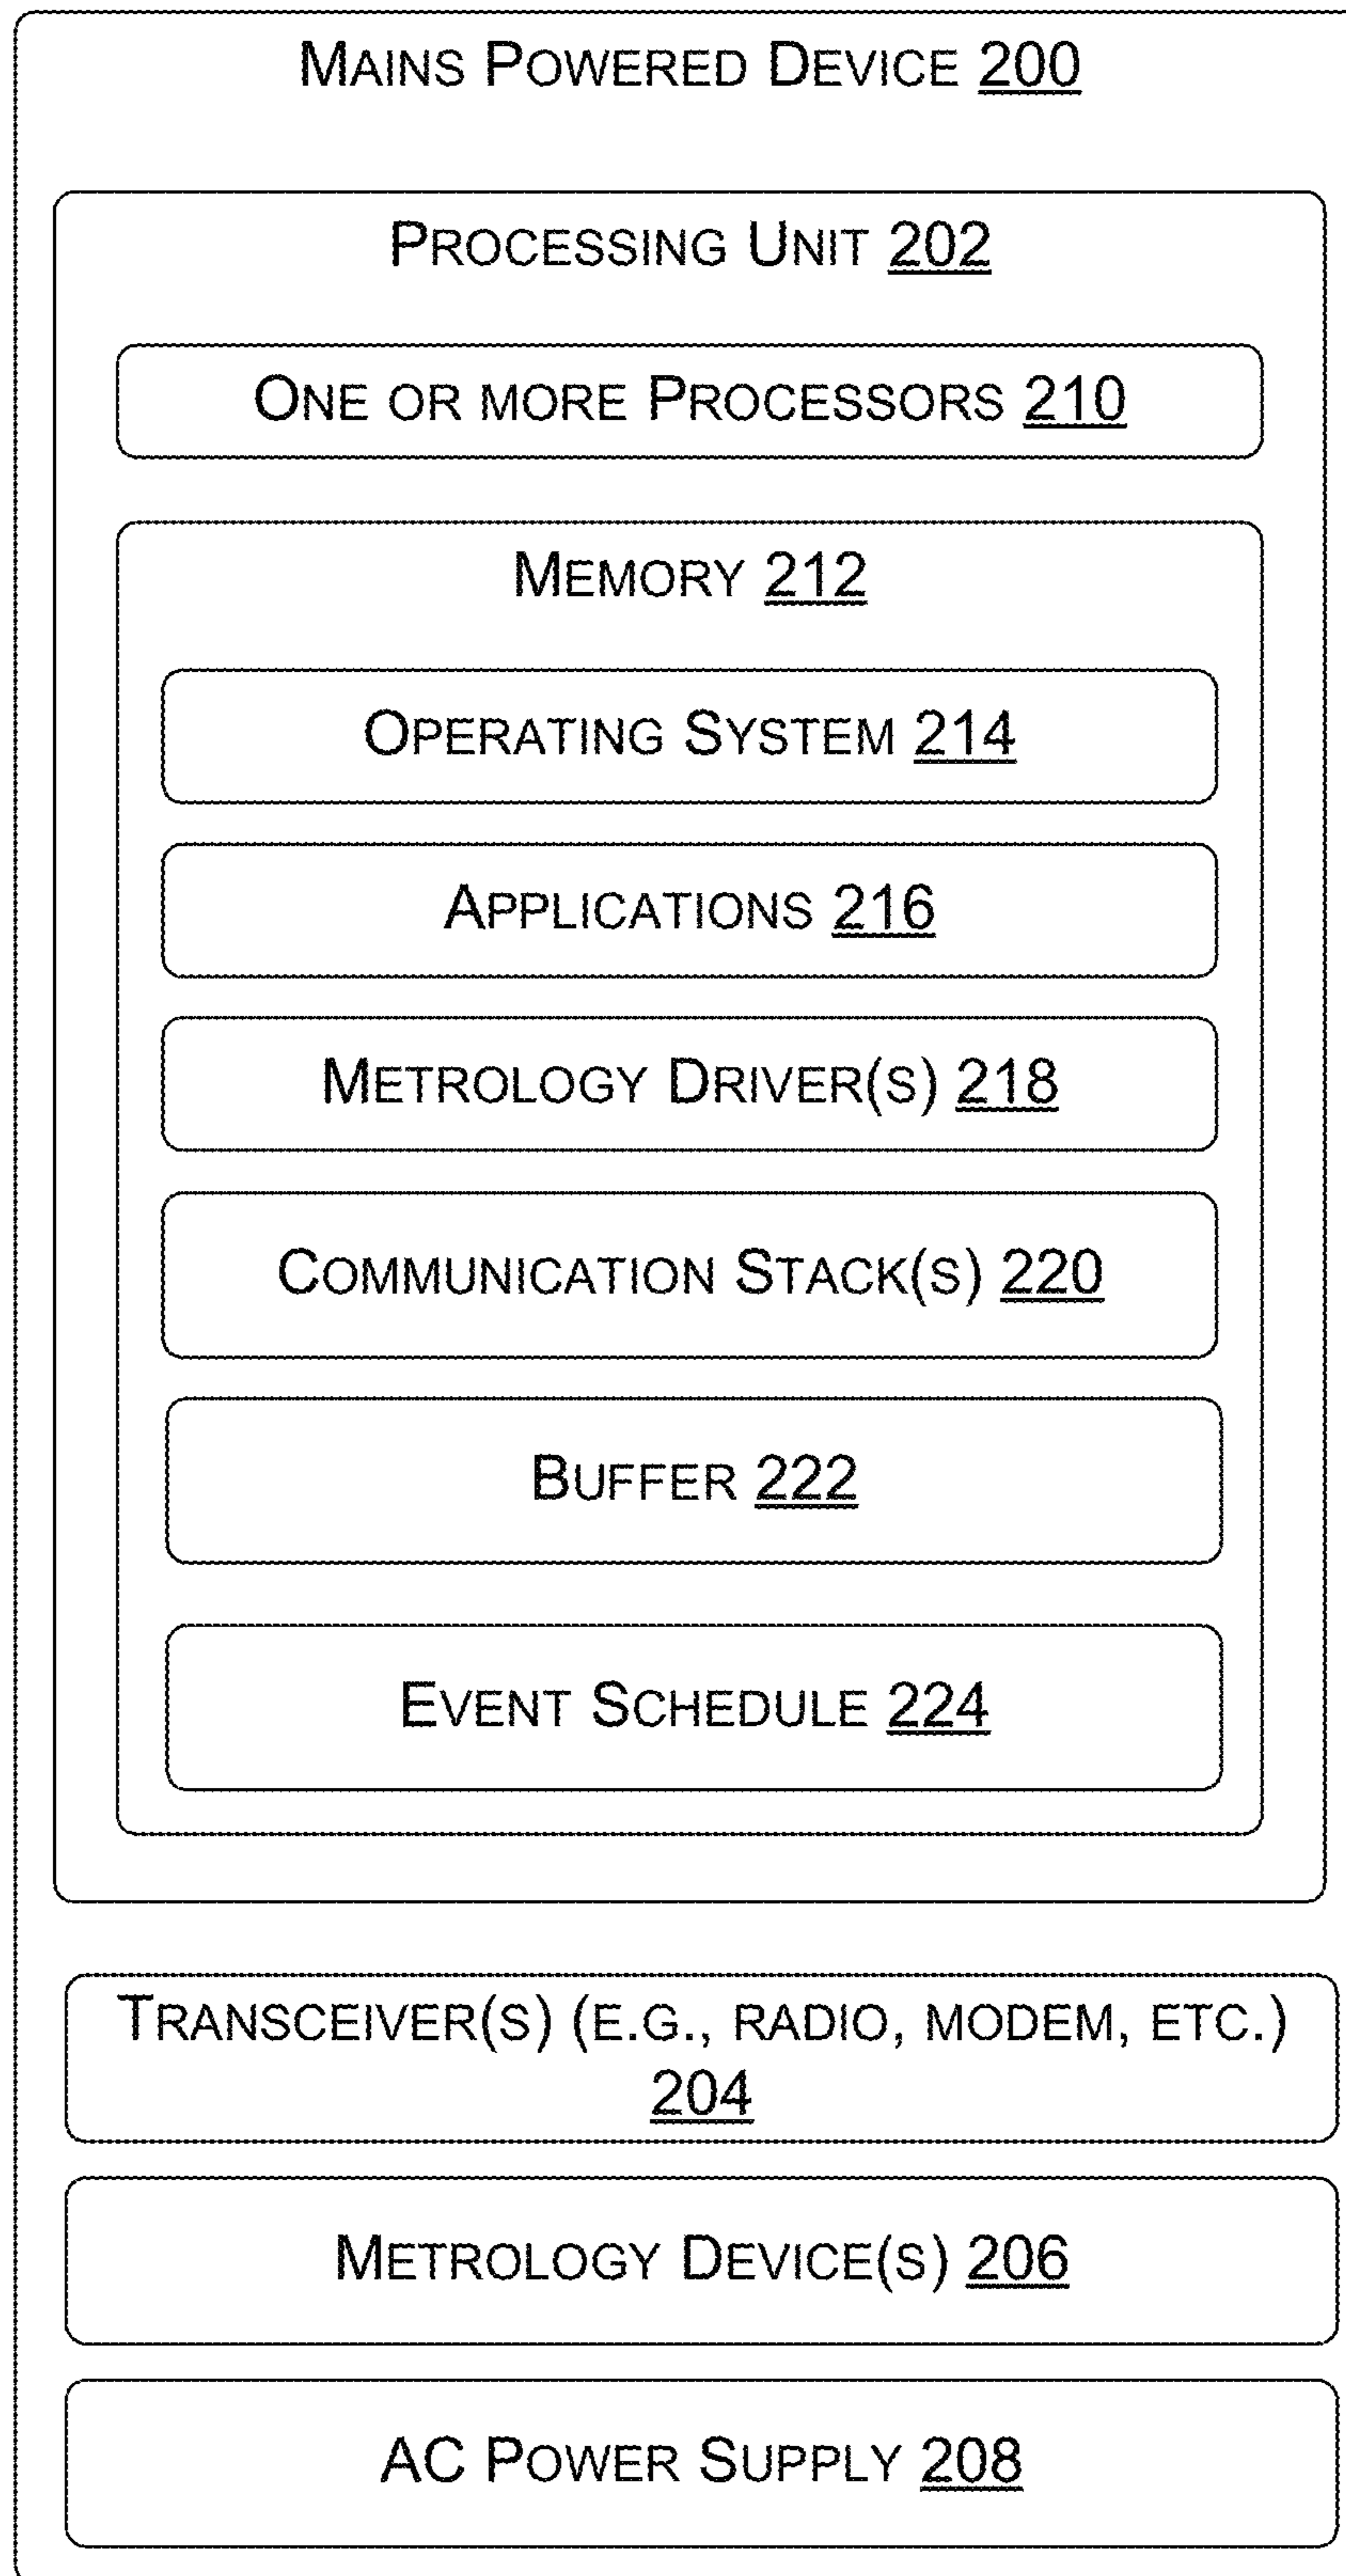 MAINS POWERED DEVICE 200
PROCESSING UNIT 202
ONE OR MORE PROCESSORS 210
MEMORY 212
OPERATING SYSTEM 214
APPLICATIONS 216
METROLOGY DRIVER(S) 218
COMMUNICATION STACK(S) 220
BUFFER 222
EVENT SCHEDULE 224
TRANSCEIVER(S) (E.G., RADIO, MODEM, ETC.)
204
METROLOGY DEVICE(S) 206
AC POWER SUPPLY 208